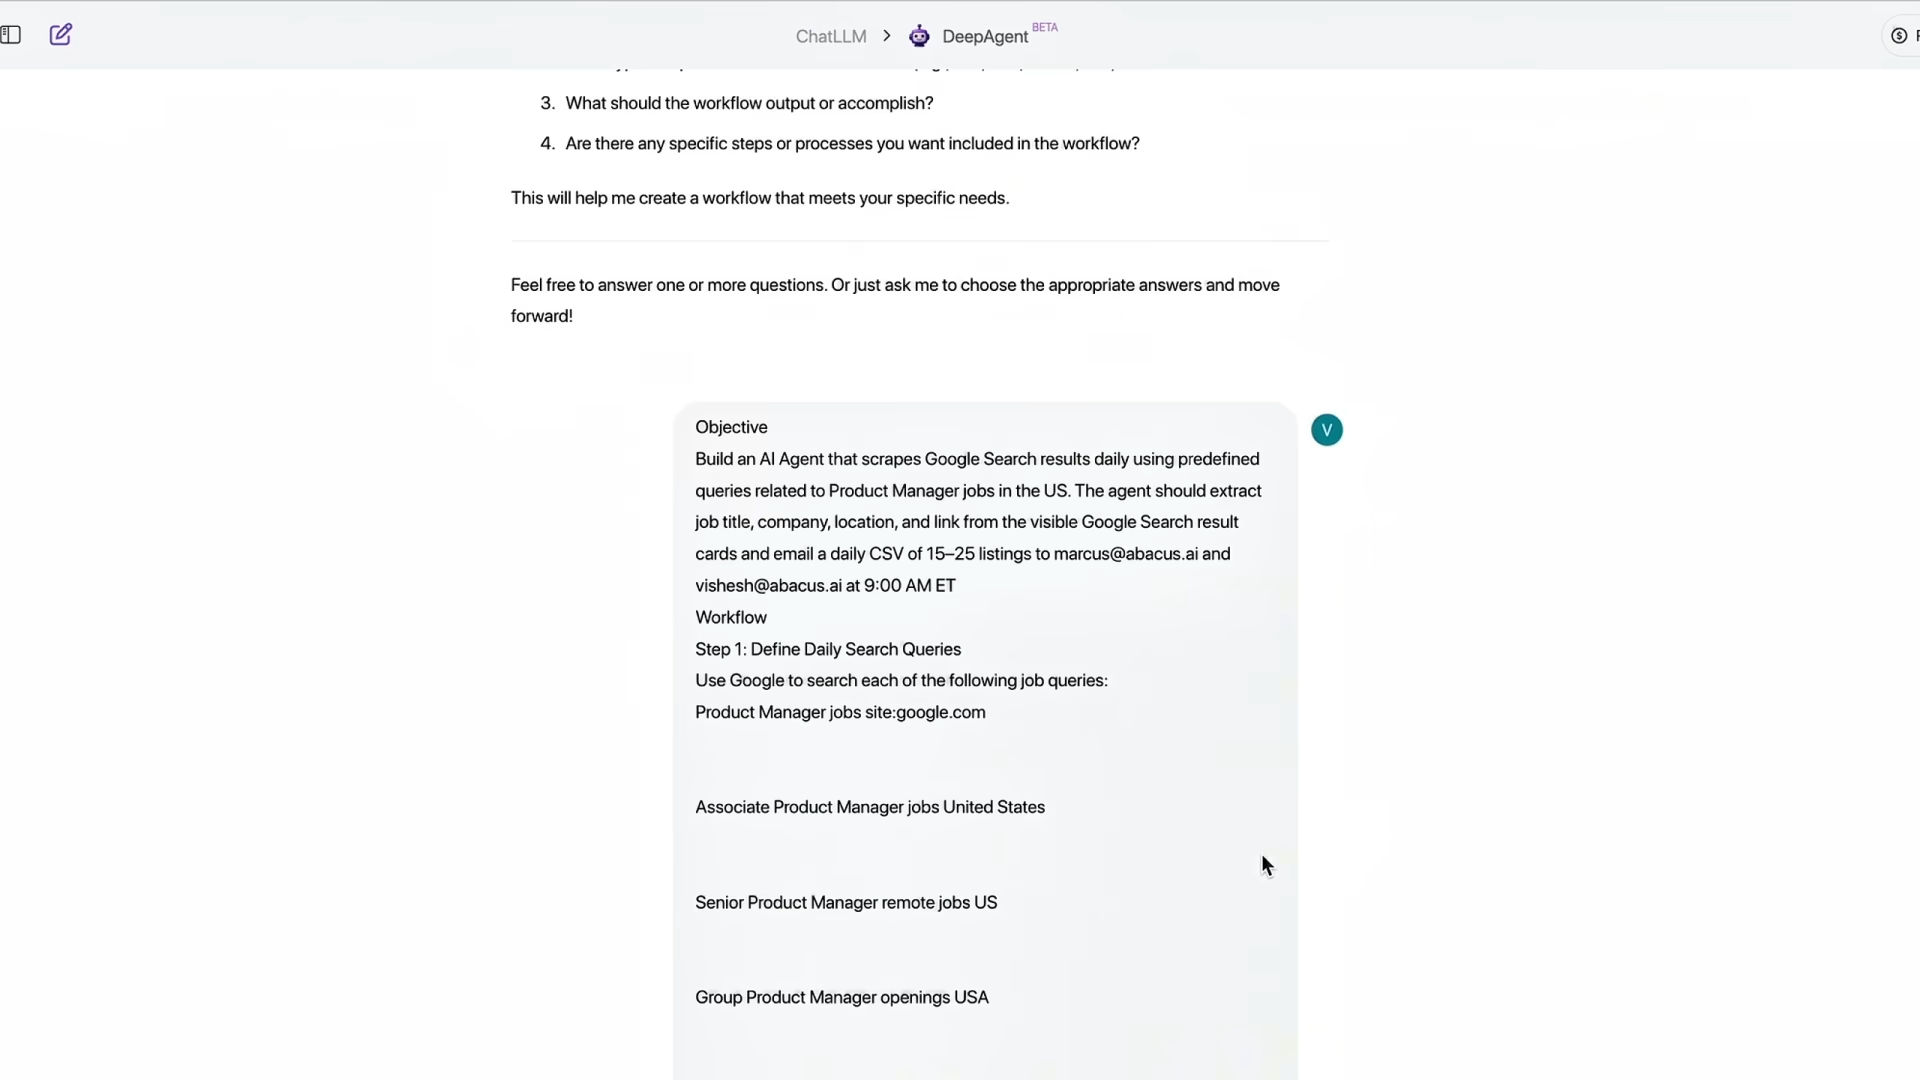 ChatLLM > DeepAgent BETA
3. What should the workflow output or accomplish?
4. Are there any specific steps or processes you want included in the workflow?
This will help me create a workflow that meets your specific needs.
Feel free to answer one or more questions. Or just ask me to choose the appropriate answers and move
forward!
V
Objective
Build an AI Agent that scrapes Google Search results daily using predefined
queries related to Product Manager jobs in the US. The agent should extract
job title, company, location, and link from the visible Google Search result
cards and email a daily CSV of 15–25 listings to marcus@abacus.ai and
vishesh@abacus.ai at 9:00 AM ET
Workflow
Step 1: Define Daily Search Queries
Use Google to search each of the following job queries:
Product Manager jobs site:google.com
Associate Product Manager jobs United States
Senior Product Manager remote jobs US
Group Product Manager openings USA